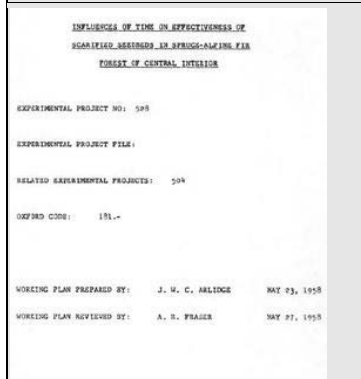 INFLUENCES OF TIME ON EFFECTIVENESS OF
SCARIFIED SEEDBEDS IN SPRUCE-ALPINE FIR
FOREST OF CENTRAL INTERIOR
EXPERIMENTAL PROJECT NO: 528
EXPERIMENTAL PROJECT FILE:
RELATED EXPERIMENTAL PROJECTS: 504
OXFORD CODE: 181.-
WORKING PLAN PREPARED BY: J. W. C. ARLIDGE MAY 23, 1958
WORKING PLAN REVIEWED BY: A. R. FRASER MAY 27, 1958